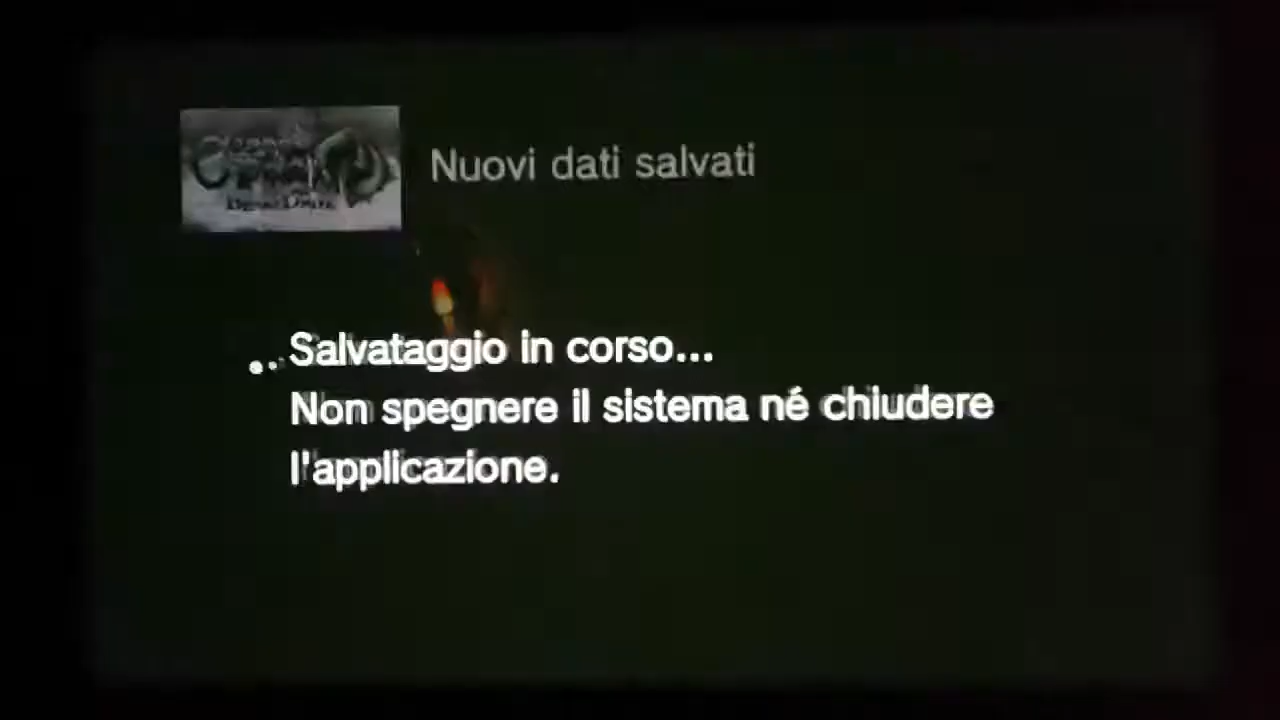 Nuovi dati salvati
Salvataggio in corso...
Non spegnere il sistema né chiudere
l'applicazione.